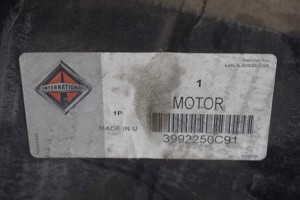 INTERNATIONAL
1
MOTOR
1P
MADE IN U
3992250C91